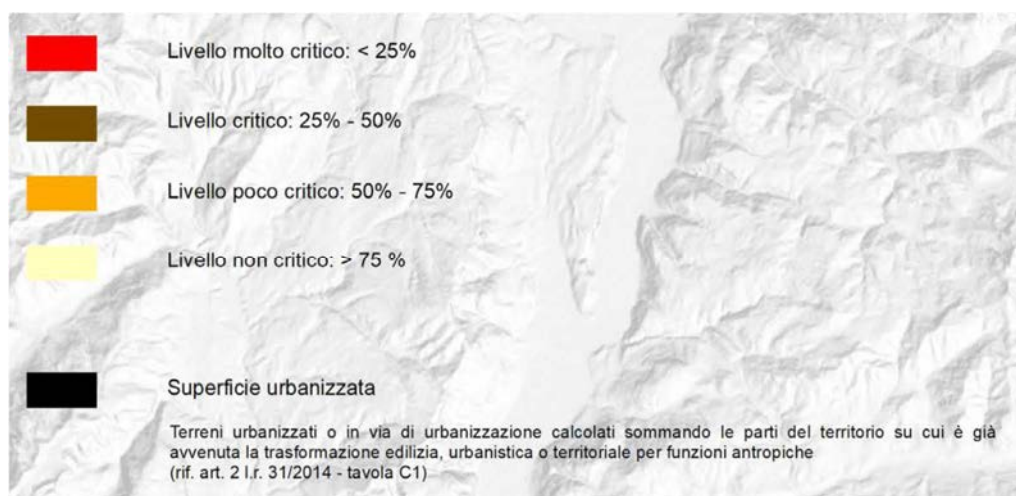 Livello molto critico: < 25%
Livello critico: 25% - 50%
Livello poco critico: 50% - 75%
Livello non critico: > 75 %
Superficie urbanizzata
Terreni urbanizzati o in via di urbanizzazione calcolati sommando le parti del territorio su cui è già
avvenuta la trasformazione edilizia, urbanistica o territoriale per funzioni antropiche
(rif. art. 2 l.r. 31/2014 - tavola C1)